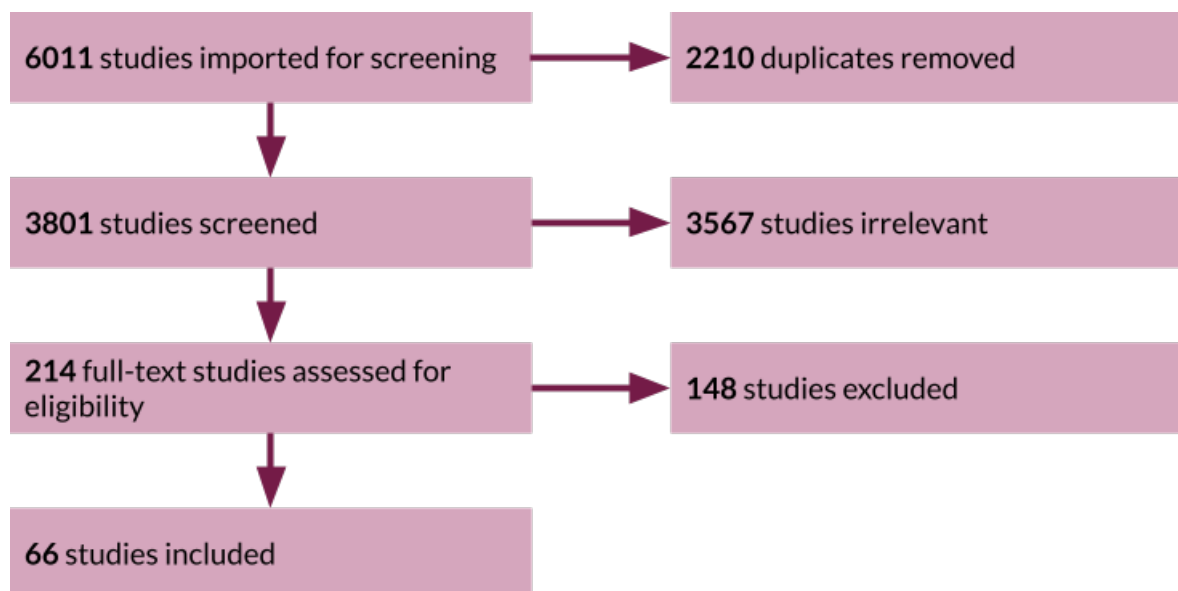 6011 studies imported for screening
2210 duplicates removed
3801 studies screened
3567 studies irrelevant
214 full-text studies assessed for
eligibility
148 studies excluded
66 studies included